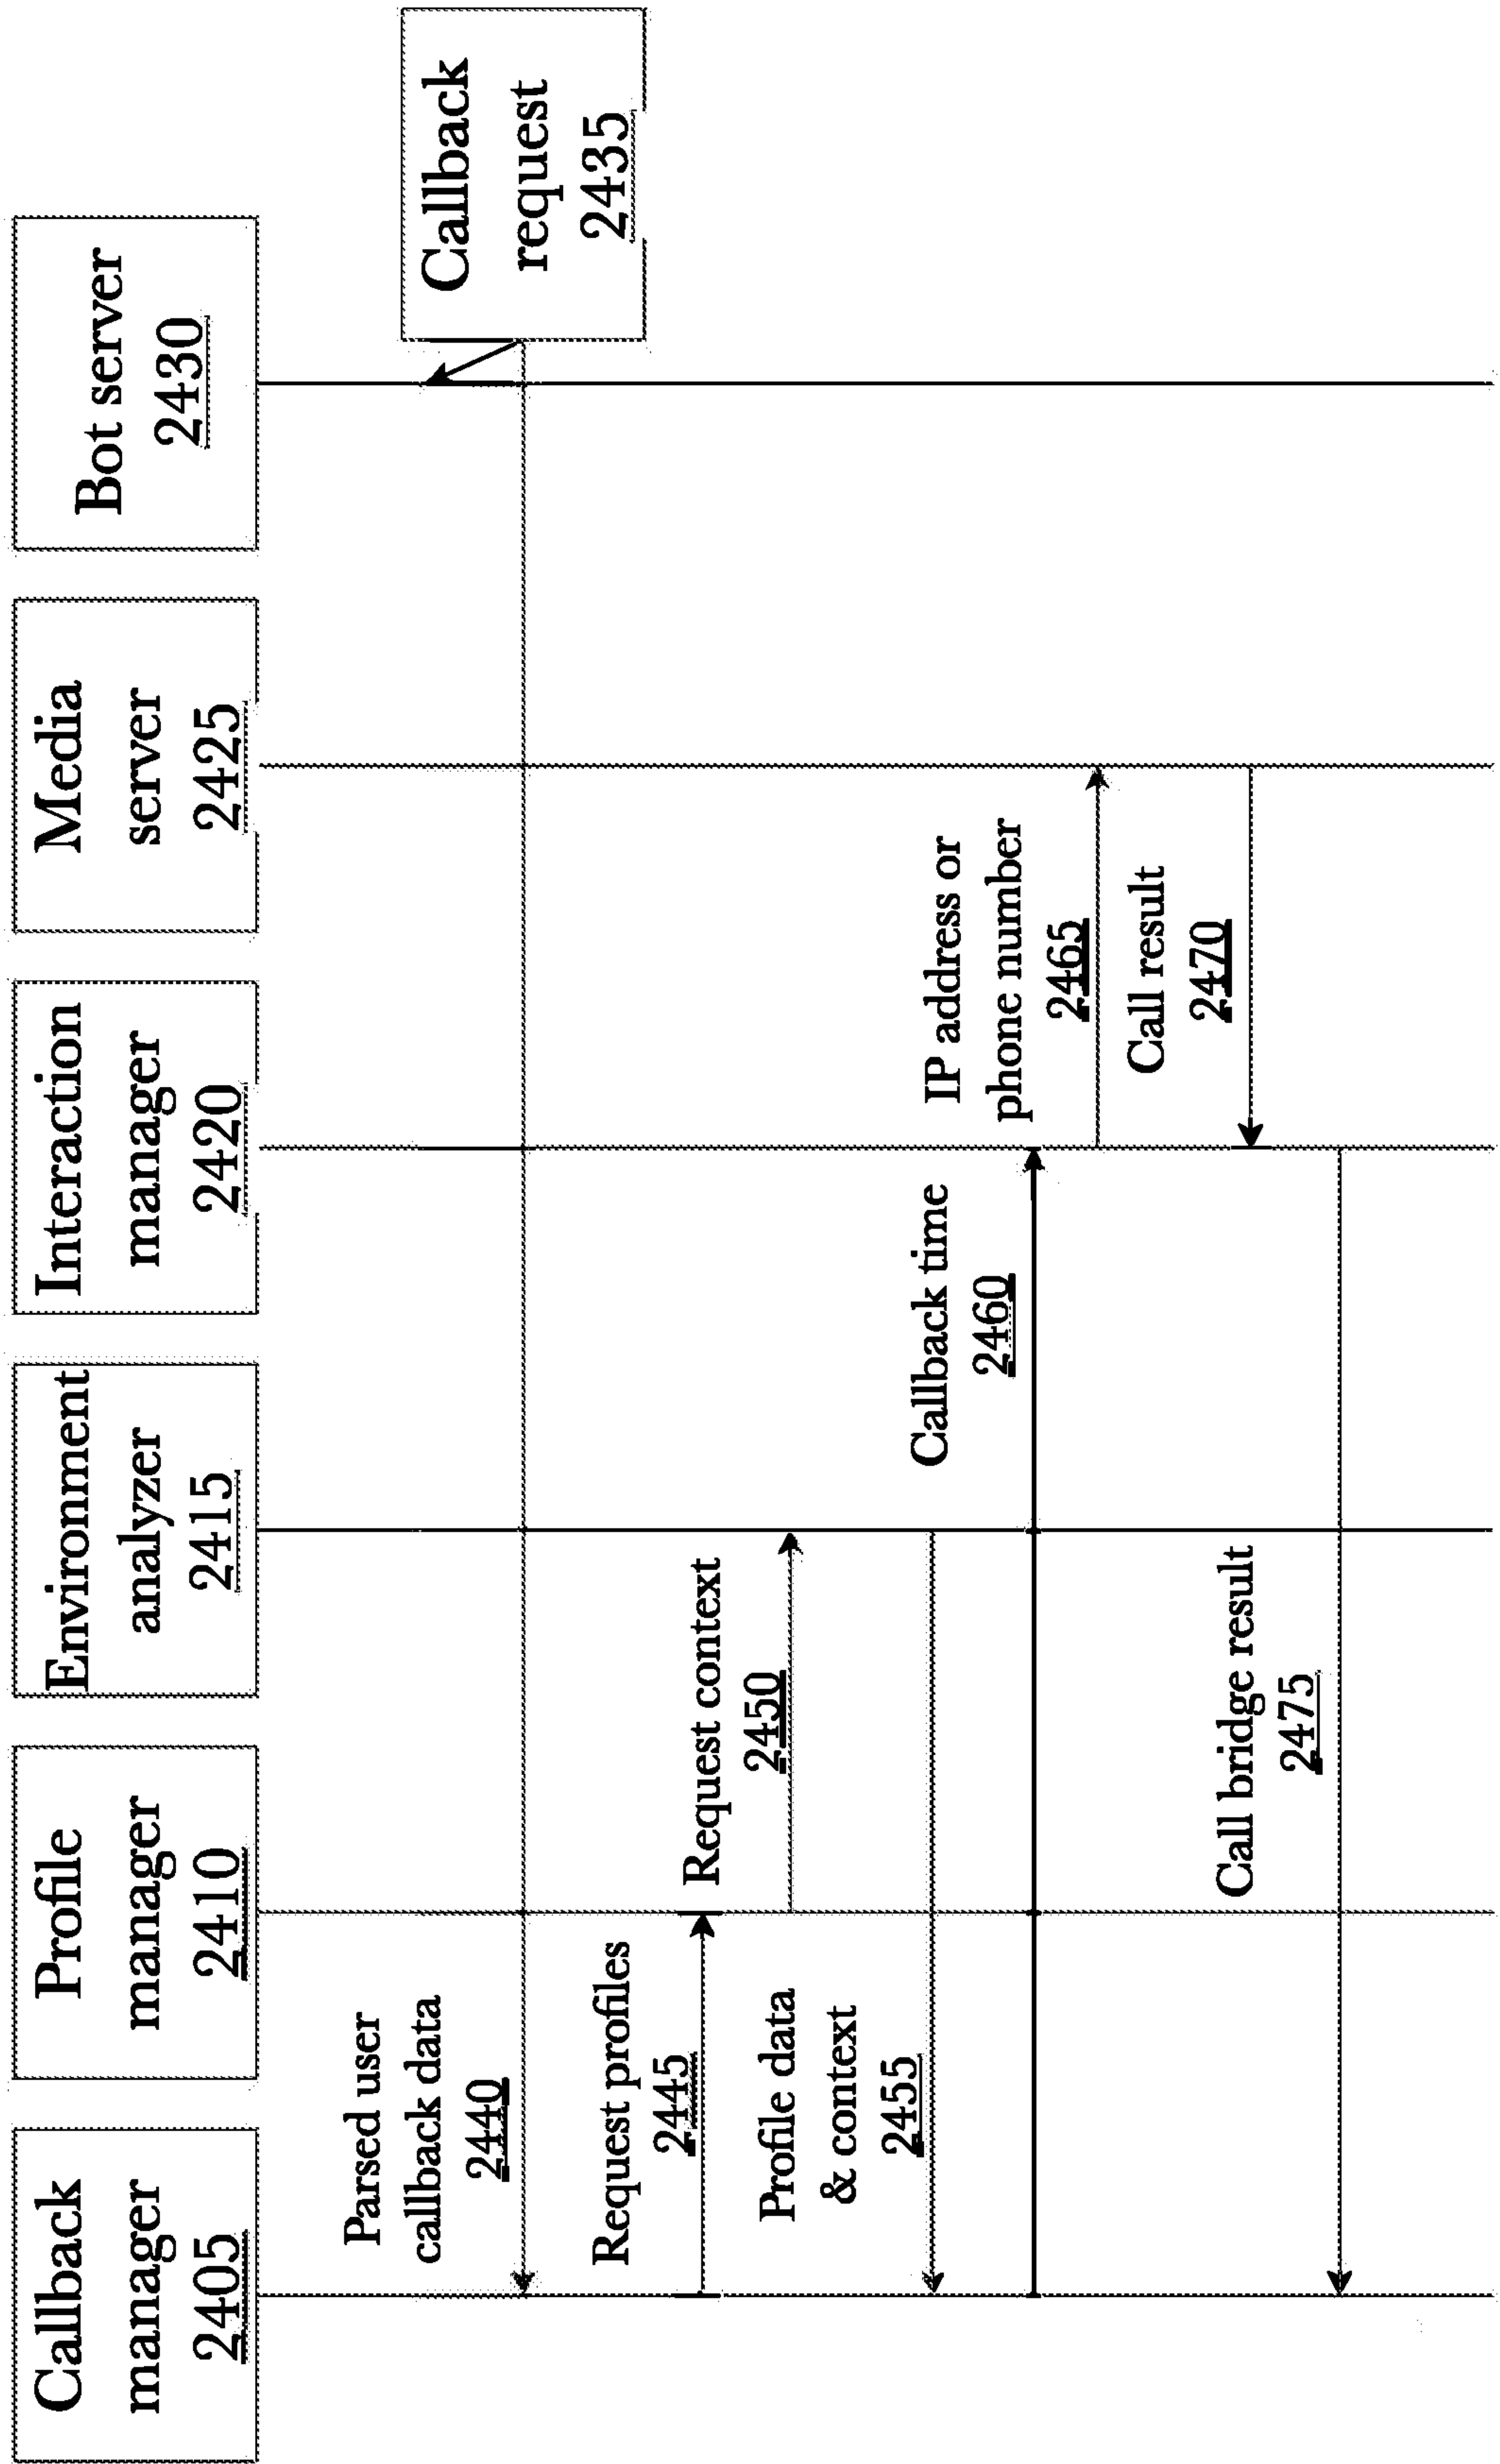 Callback
manager
2405
Profile
manager
2410
Environment
analyzer
2415
Interaction
manager
2420
Media
server
2425
Bot server
2430
Callback
request
2435
Parsed user
callback data
2440
Request profiles
2445
Request context
2450
Profile data
& context
2455
Callback time
2460
IP address or
phone number
2465
Call result
2470
Call bridge result
2475